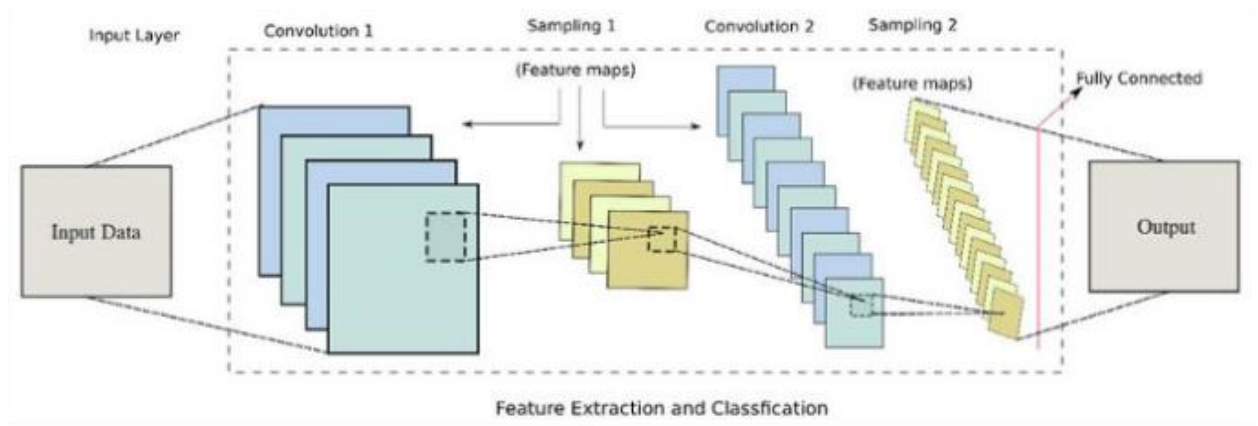 Input Layer
Convolution 1
Sampling 1
Convolution 2
Sampling 2
(Feature maps)
(Feature maps)
Fully Connected
Input Data
Output
Feature Extraction and Classfication